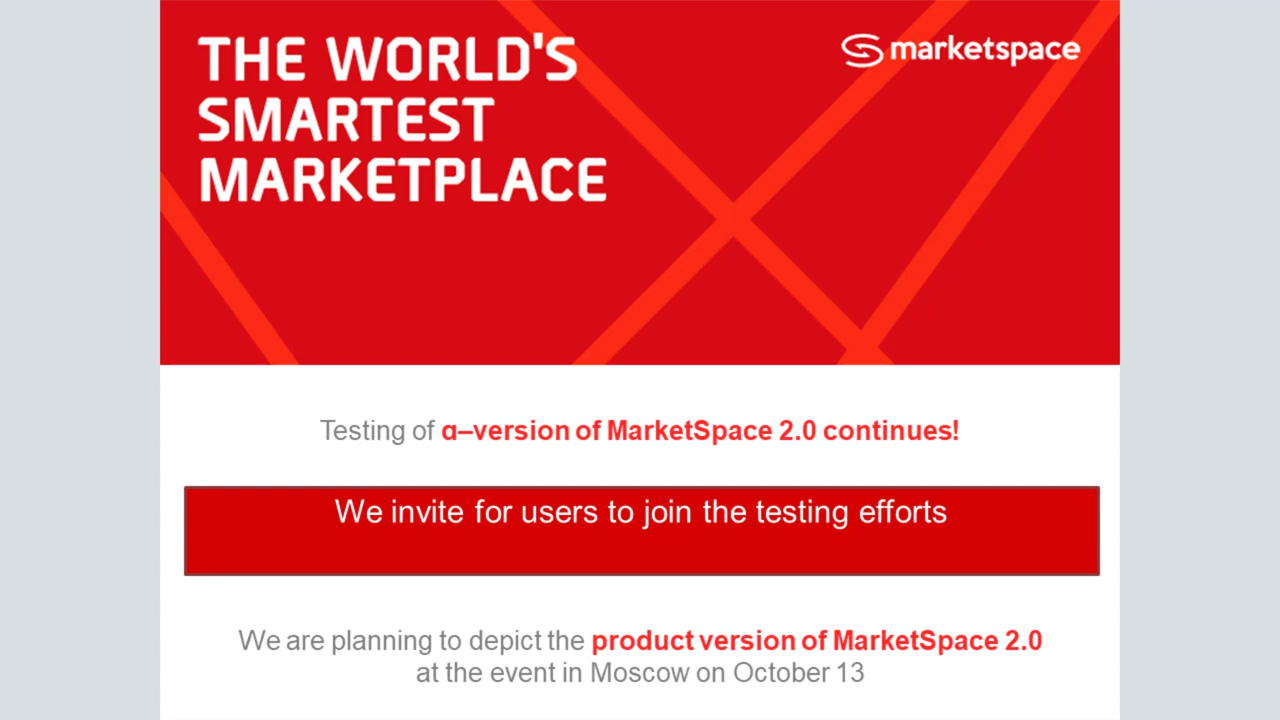 THE WORLD'S
SMARTEST
MARKETPLACE
marketspace
Testing of α–version of MarketSpace 2.0 continues!
We invite for users to join the testing efforts
We are planning to depict the product version of MarketSpace 2.0
at the event in Moscow on October 13